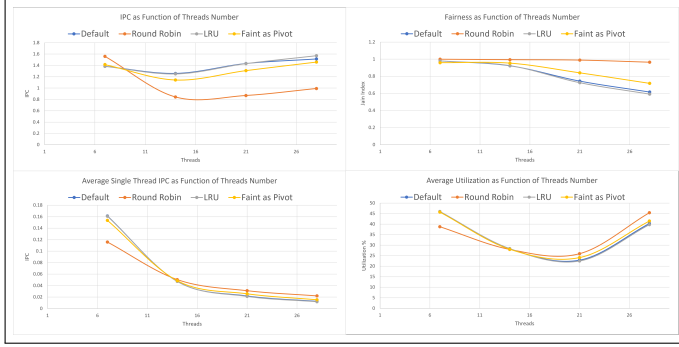 IPC as Function of Threads Number
Default Round Robin LRU Faint as Pivot
1.8
1.6
1.4
1.2
1
0.8
0.6
0.4
0.2
0
IPC
1 6 11 16 21 26
Threads
Fairness as Function of Threads Number
Default Round Robin LRU Faint as Pivot
1.2
1
0.8
0.6
0.4
0.2
0
Jain Index
1 6 11 16 21 26
Threads
Average Single Thread IPC as Function of Threads Number
Default Round Robin LRU Faint as Pivot
0.18
0.16
0.14
0.12
0.1
0.08
0.06
0.04
0.02
0
IPC
1 6 11 16 21 26
Threads
Average Utilization as Function of Threads Number
Default Round Robin LRU Faint as Pivot
50
45
40
35
30
25
20
15
10
5
0
Utilization %
1 6 11 16 21 26
Threads